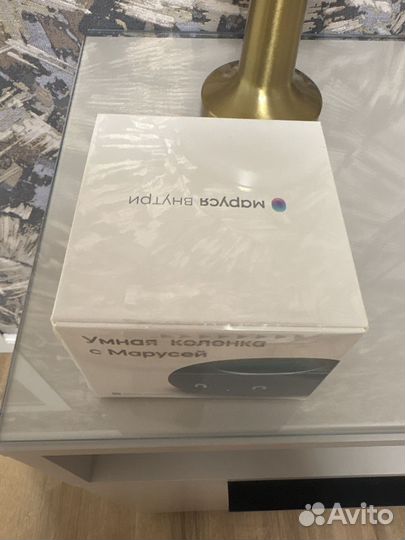 маруся внутри
Умная колонка
с Марусей
Avito